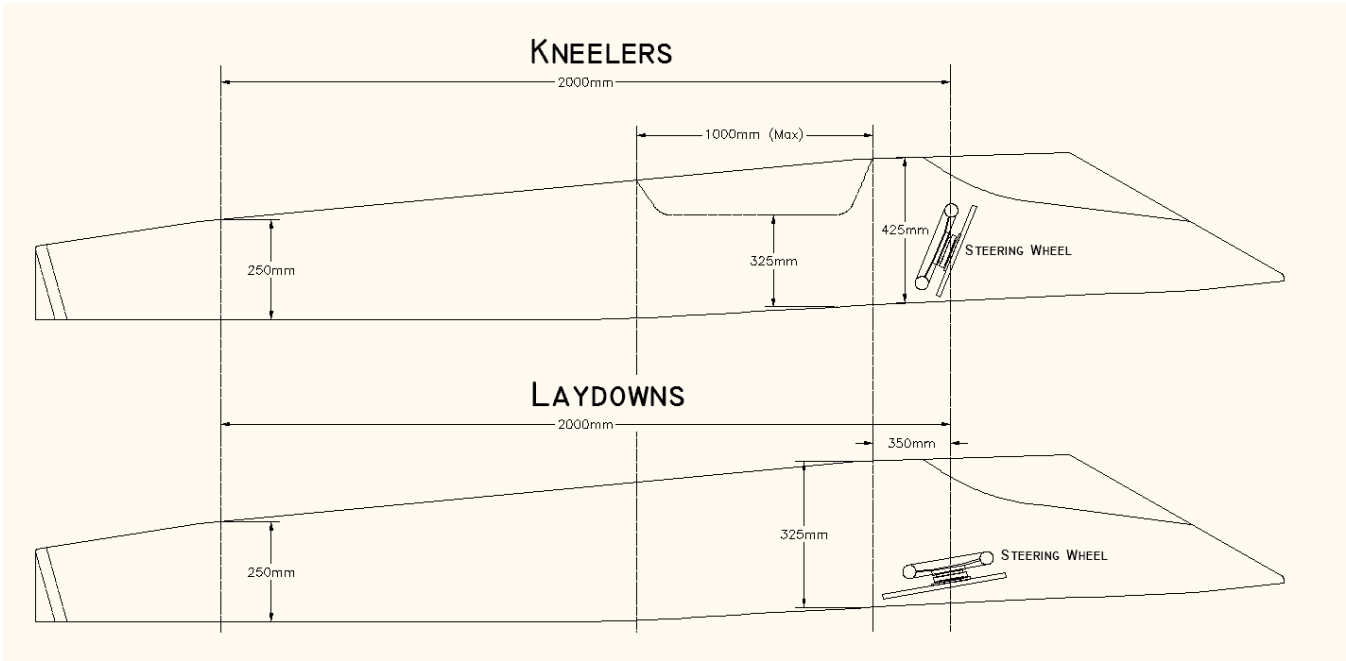 KNEELERS
2000mm
1000mm (Max)
425mm
STEERING WHEEL
325mm
250mm
LAYDOWNS
2000mm
350mm
325mm
STEERING WHEEL
250mm